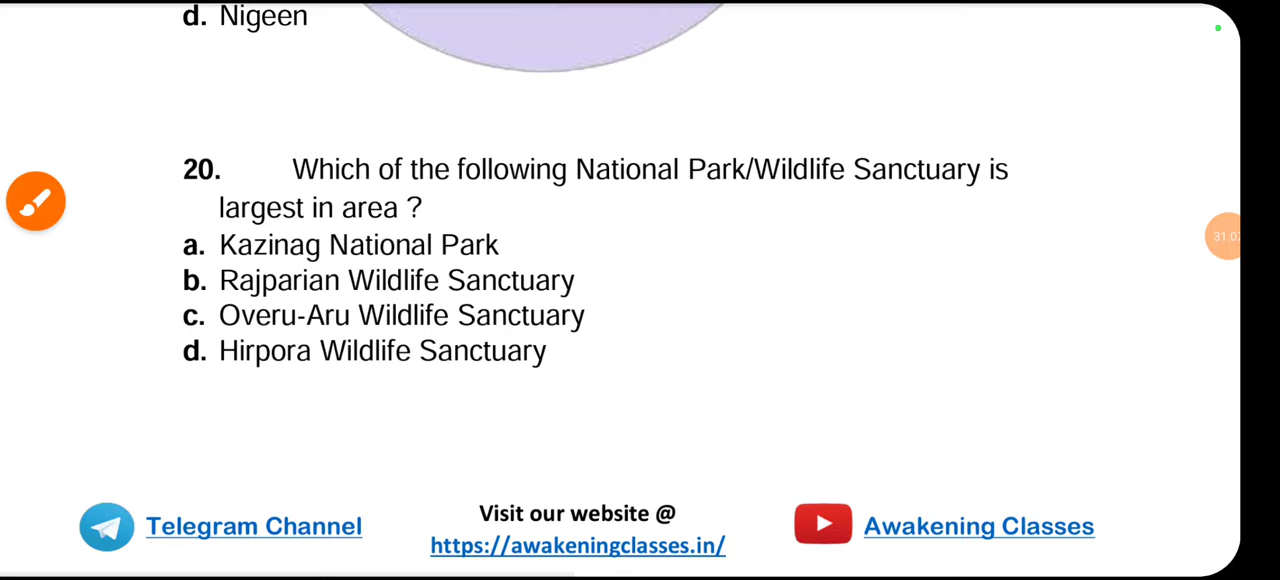 d. Nigeen
20. Which of the following National Park/Wildlife Sanctuary is
largest in area ?
a. Kazinag National Park
b. Rajparian Wildlife Sanctuary
c. Overu-Aru Wildlife Sanctuary
d. Hirpora Wildlife Sanctuary
Telegram Channel
Visit our website @
https://awakeningclasses.in/
Awakening Classes